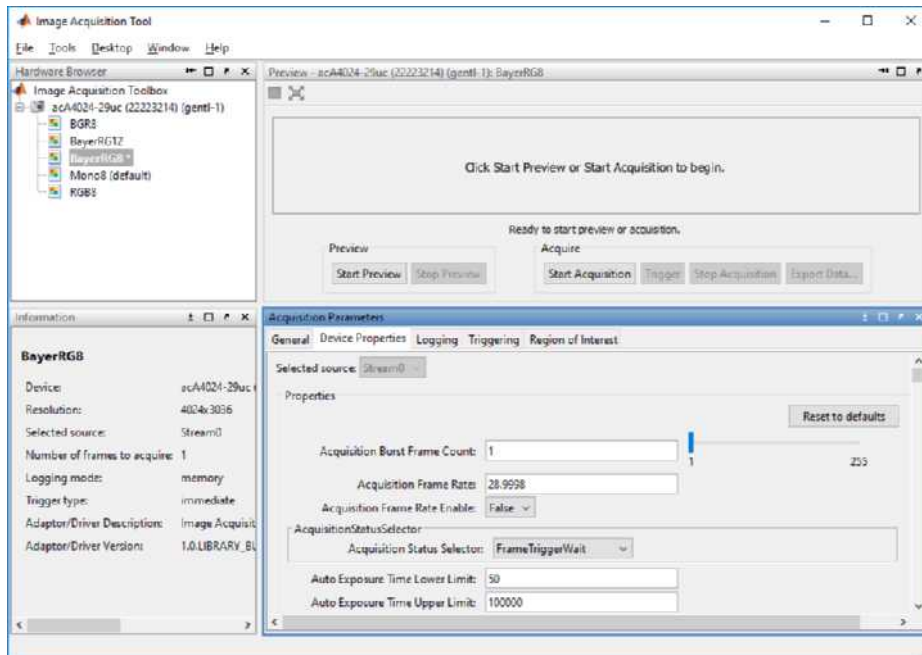 Image Acquisition Tool
File Tools Desktop Window Help
Hardware Browser
Image Acquisition Toolbox
acA4024-29uc (22223214) (gentl-1)
BGR8
BayerRG12
BayerRG8 *
Mono8 (default)
RGB8
Preview - acA4024-29uc (22223214) (gentl-1): BayerRG8
Click Start Preview or Start Acquisition to begin.
Ready to start preview or acquisition.
Preview
Start Preview Stop Preview
Acquire
Start Acquisition Trigger Stop Acquisition Export Data...
Information
BayerRG8
Device: acA4024-29uc
Resolution: 4024x3036
Selected source: Stream0
Number of frames to acquire: 1
Logging mode: memory
Trigger type: immediate
Adaptor/Driver Description: Image Acquisit
Adaptor/Driver Version: 1.0.LIBRARY_BU
Acquisition Parameters
General Device Properties Logging Triggering Region of Interest
Selected source: Stream0
Properties
Reset to defaults
Acquisition Burst Frame Count: 1
1 255
Acquisition Frame Rate: 28.9998
Acquisition Frame Rate Enable: False
AcquisitionStatusSelector
Acquisition Status Selector: FrameTriggerWait
Auto Exposure Time Lower Limit: 50
Auto Exposure Time Upper Limit: 100000